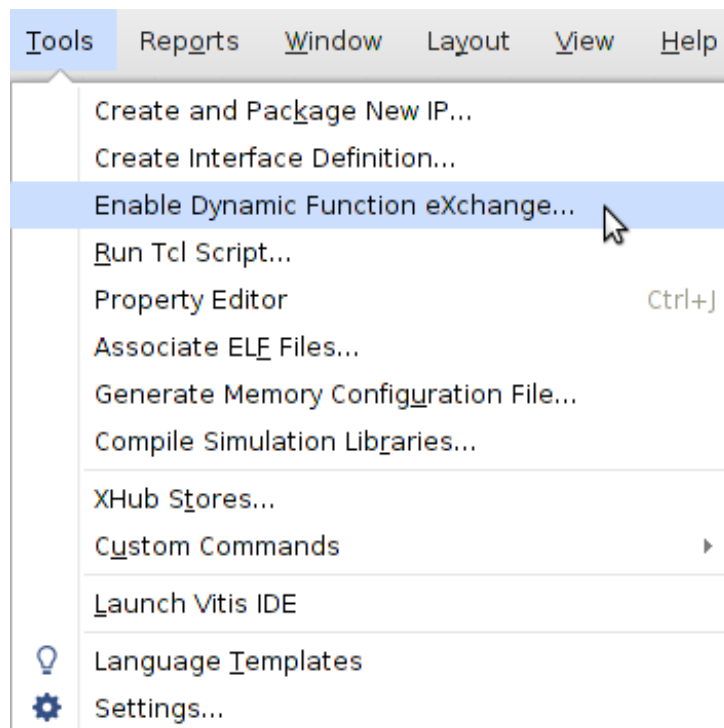 Tools Reports Window Layout View Help
Create and Package New IP...
Create Interface Definition...
Enable Dynamic Function eXchange...
Run Tcl Script...
Property Editor Ctrl+J
Associate ELF Files...
Generate Memory Configuration File...
Compile Simulation Libraries...
XHub Stores...
Custom Commands
Launch Vitis IDE
Language Templates
Settings...